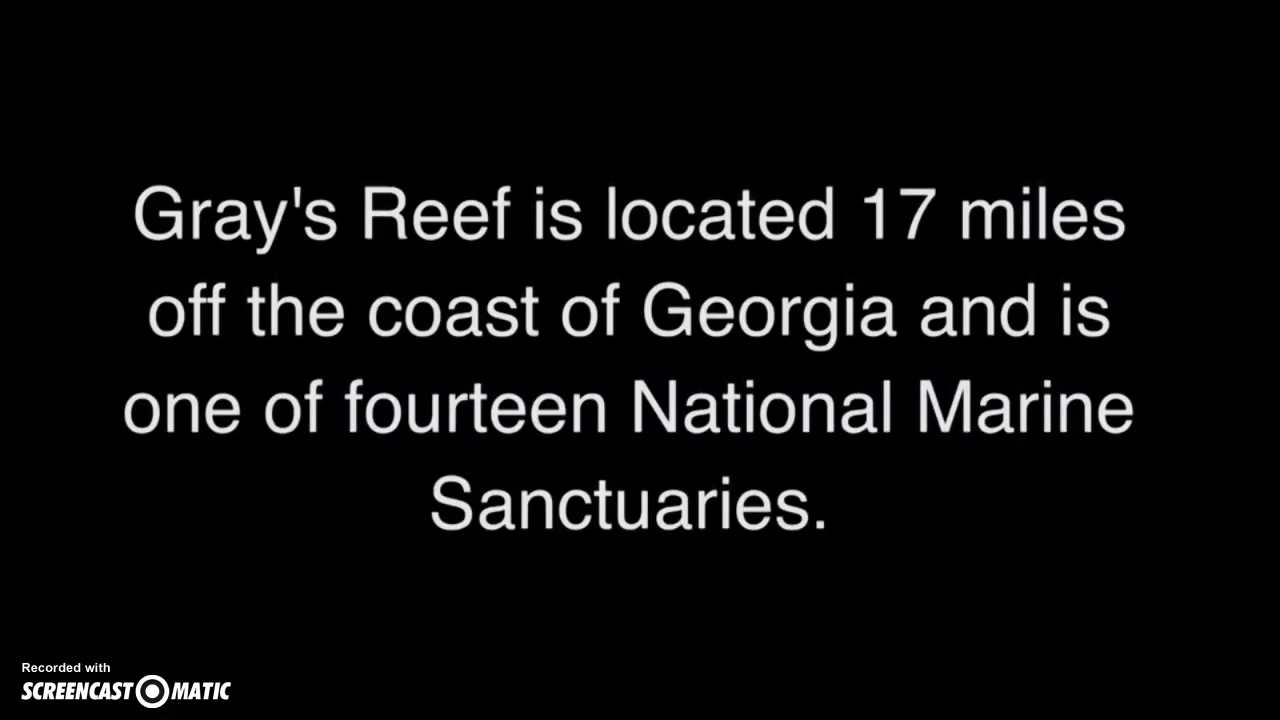 Gray's Reef is located 17 miles
off the coast of Georgia and is
one of fourteen National Marine
Sanctuaries.
Recorded with
SCREENCAST MATIC